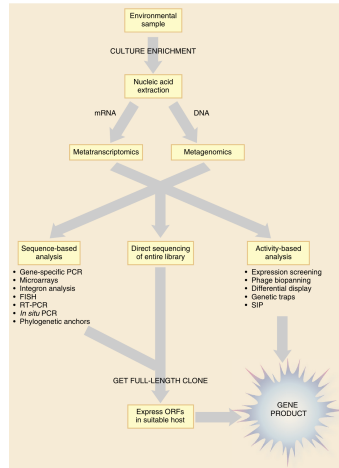 Environmental
sample
CULTURE ENRICHMENT
Nucleic acid
extraction
mRNA
DNA
Metatranscriptomics
Metagenomics
Sequence-based
analysis
• Gene-specific PCR
• Microarrays
• Integron analysis
• FISH
• RT-PCR
• In situ PCR
• Phylogenetic anchors
Direct sequencing
of entire library
Activity-based
analysis
• Expression screening
• Phage biopanning
• Differential display
• Genetic traps
• SIP
GET FULL-LENGTH CLONE
Express ORFs
in suitable host
GENE
PRODUCT